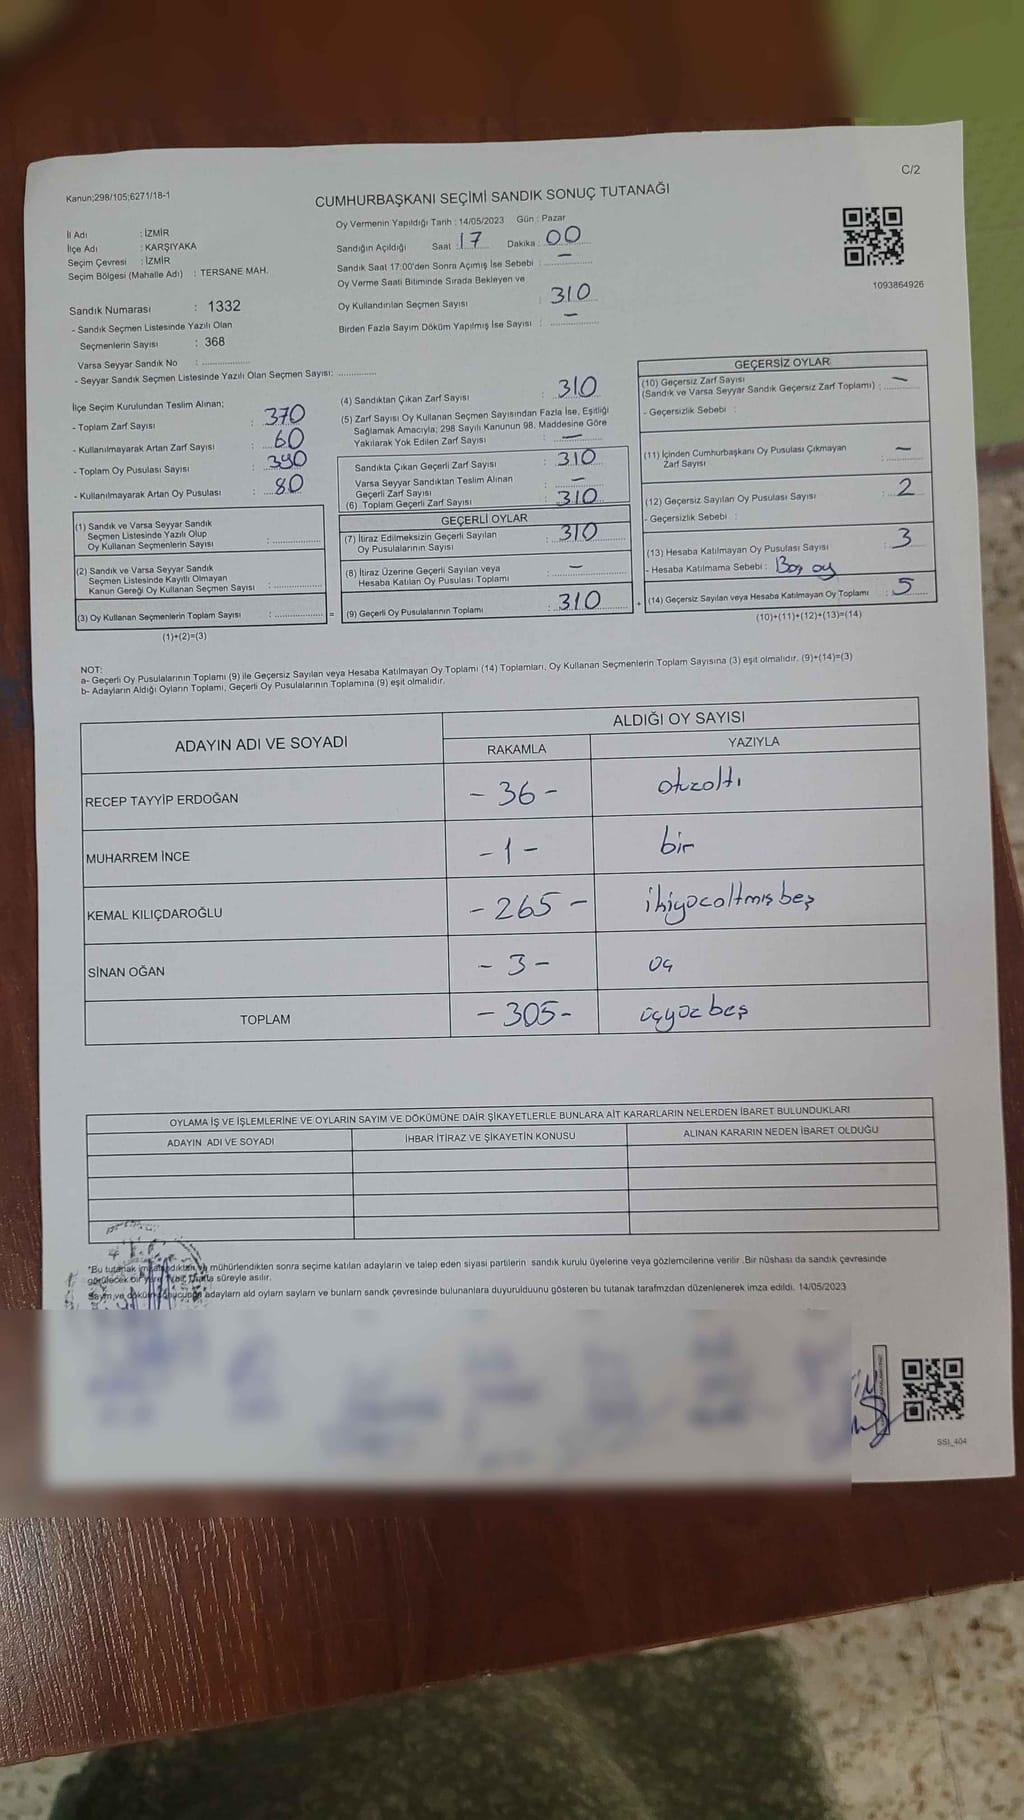 Kanun;298/105;6271/18-1
C/2
CUMHURBAŞKANI SEÇİMİ SANDIK SONUÇ TUTANAĞI
İl Adı : İZMİR
İlçe Adı : KARŞIYAKA
Seçim Çevresi : İZMİR
Seçim Bölgesi (Mahalle Adı) : TERSANE MAH.
Oy Vermenin Yapıldığı Tarih : 14/05/2023 Gün : Pazar
Sandığın Açıldığı Saat : 17 Dakika : 00
Sandık Saat 17:00'den Sonra Açımış İse Sebebi : —
Oy Verme Saati Bitiminde Sırada Bekleyen ve
Oy Kullandırılan Seçmen Sayısı : 310
Birden Fazla Sayım Döküm Yapılmış İse Sayısı : —
1093864926
Sandık Numarası : 1332
- Sandık Seçmen Listesinde Yazılı Olan
Seçmenlerin Sayısı : 368
Varsa Seyyar Sandık No : ..............
- Seyyar Sandık Seçmen Listesinde Yazılı Olan Seçmen Sayısı: ..............
İlçe Seçim Kurulundan Teslim Alınan;
- Toplam Zarf Sayısı : 370
- Kullanılmayarak Artan Zarf Sayısı : 60
- Toplam Oy Pusulası Sayısı : 390
- Kullanılmayarak Artan Oy Pusulası : 80
(1) Sandık ve Varsa Seyyar Sandık
Seçmen Listesinde Yazılı Olup
Oy Kullanan Seçmenlerin Sayısı : ..............
(2) Sandık ve Varsa Seyyar Sandık
Seçmen Listesinde Kayıtlı Olmayan
Kanun Gereği Oy Kullanan Seçmen Sayısı : ..............
(3) Oy Kullanan Seçmenlerin Toplam Sayısı : .............. =
(1)+(2)=(3)
(4) Sandıktan Çıkan Zarf Sayısı : 310
(5) Zarf Sayısı Oy Kullanan Seçmen Sayısından Fazla İse, Eşitliği
Sağlamak Amacıyla; 298 Sayılı Kanunun 98. Maddesine Göre
Yakılarak Yok Edilen Zarf Sayısı : —
Sandıkta Çıkan Geçerli Zarf Sayısı : 310
Varsa Seyyar Sandıktan Teslim Alınan
Geçerli Zarf Sayısı : —
(6) Toplam Geçerli Zarf Sayısı : 310
GEÇERLİ OYLAR
(7) İtiraz Edilmeksizin Geçerli Sayılan
Oy Pusulalarının Sayısı : 310
(8) İtiraz Üzerine Geçerli Sayılan veya
Hesaba Katılan Oy Pusulası Toplamı : —
(9) Geçerli Oy Pusulalarının Toplamı : 310 +
GEÇERSİZ OYLAR
(10) Geçersiz Zarf Sayısı
(Sandık ve Varsa Seyyar Sandık Geçersiz Zarf Toplamı) : —
- Geçersizlik Sebebi :
(11) İçinden Cumhurbaşkanı Oy Pusulası Çıkmayan
Zarf Sayısı : —
(12) Geçersiz Sayılan Oy Pusulası Sayısı : 2
- Geçersizlik Sebebi :
(13) Hesaba Katılmayan Oy Pusulası Sayısı : 3
- Hesaba Katılmama Sebebi : Boş oy
(14) Geçersiz Sayılan veya Hesaba Katılmayan Oy Toplamı : 5
(10)+(11)+(12)+(13)=(14)
NOT:
a- Geçerli Oy Pusulalarının Toplamı (9) ile Geçersiz Sayılan veya Hesaba Katılmayan Oy Toplamı (14) Toplamları, Oy Kullanan Seçmenlerin Toplam Sayısına (3) eşit olmalıdır. (9)+(14)=(3)
b- Adayların Aldığı Oyların Toplamı, Geçerli Oy Pusulalarının Toplamına (9) eşit olmalıdır.
ADAYIN ADI VE SOYADI
ALDIĞI OY SAYISI
RAKAMLA
YAZIYLA
RECEP TAYYİP ERDOĞAN - 36 - otuzaltı
MUHARREM İNCE - 1 - bir
KEMAL KILIÇDAROĞLU - 265 - ikiyüzaltmışbeş
SİNAN OĞAN - 3 - üç
TOPLAM - 305 - üçyüzbeş
OYLAMA İŞ VE İŞLEMLERİNE VE OYLARIN SAYIM VE DÖKÜMÜNE DAİR ŞİKAYETLERLE BUNLARA AİT KARARLARIN NELERDEN İBARET BULUNDUKLARI
ADAYIN ADI VE SOYADI
İHBAR İTİRAZ VE ŞİKAYETİN KONUSU
ALINAN KARARIN NEDEN İBARET OLDUĞU
*Bu tutanak imzalandıktan ve mühürlendikten sonra seçime katılan adayların ve talep eden siyasi partilerin sandık kurulu üyelerine veya gözlemcilerine verilir .Bir nüshası da sandık çevresinde
görülecek bir yere 1 bir hafta süreyle asılır.
Sayım ve döküm sonucunda adayların ald oyların sayların ve bunların sandk çevresinde bulunanlara duyurulduunu gösteren bu tutanak tarafmzdan düzenlenerek imza edildi. 14/05/2023
SSI_404